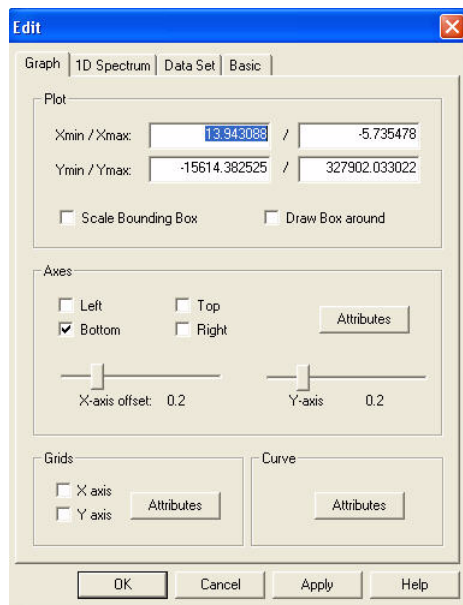 Edit
Graph 1D Spectrum Data Set Basic
Plot
Xmin / Xmax: 13.943088 / -5.735478
Ymin / Ymax: -15614.382525 / 327902.033022
Scale Bounding Box Draw Box around
Axes
Left Top
Bottom Right
Attributes
X-axis offset: 0.2 Y-axis 0.2
Grids
X axis
Y axis
Attributes
Curve
Attributes
OK Cancel Apply Help